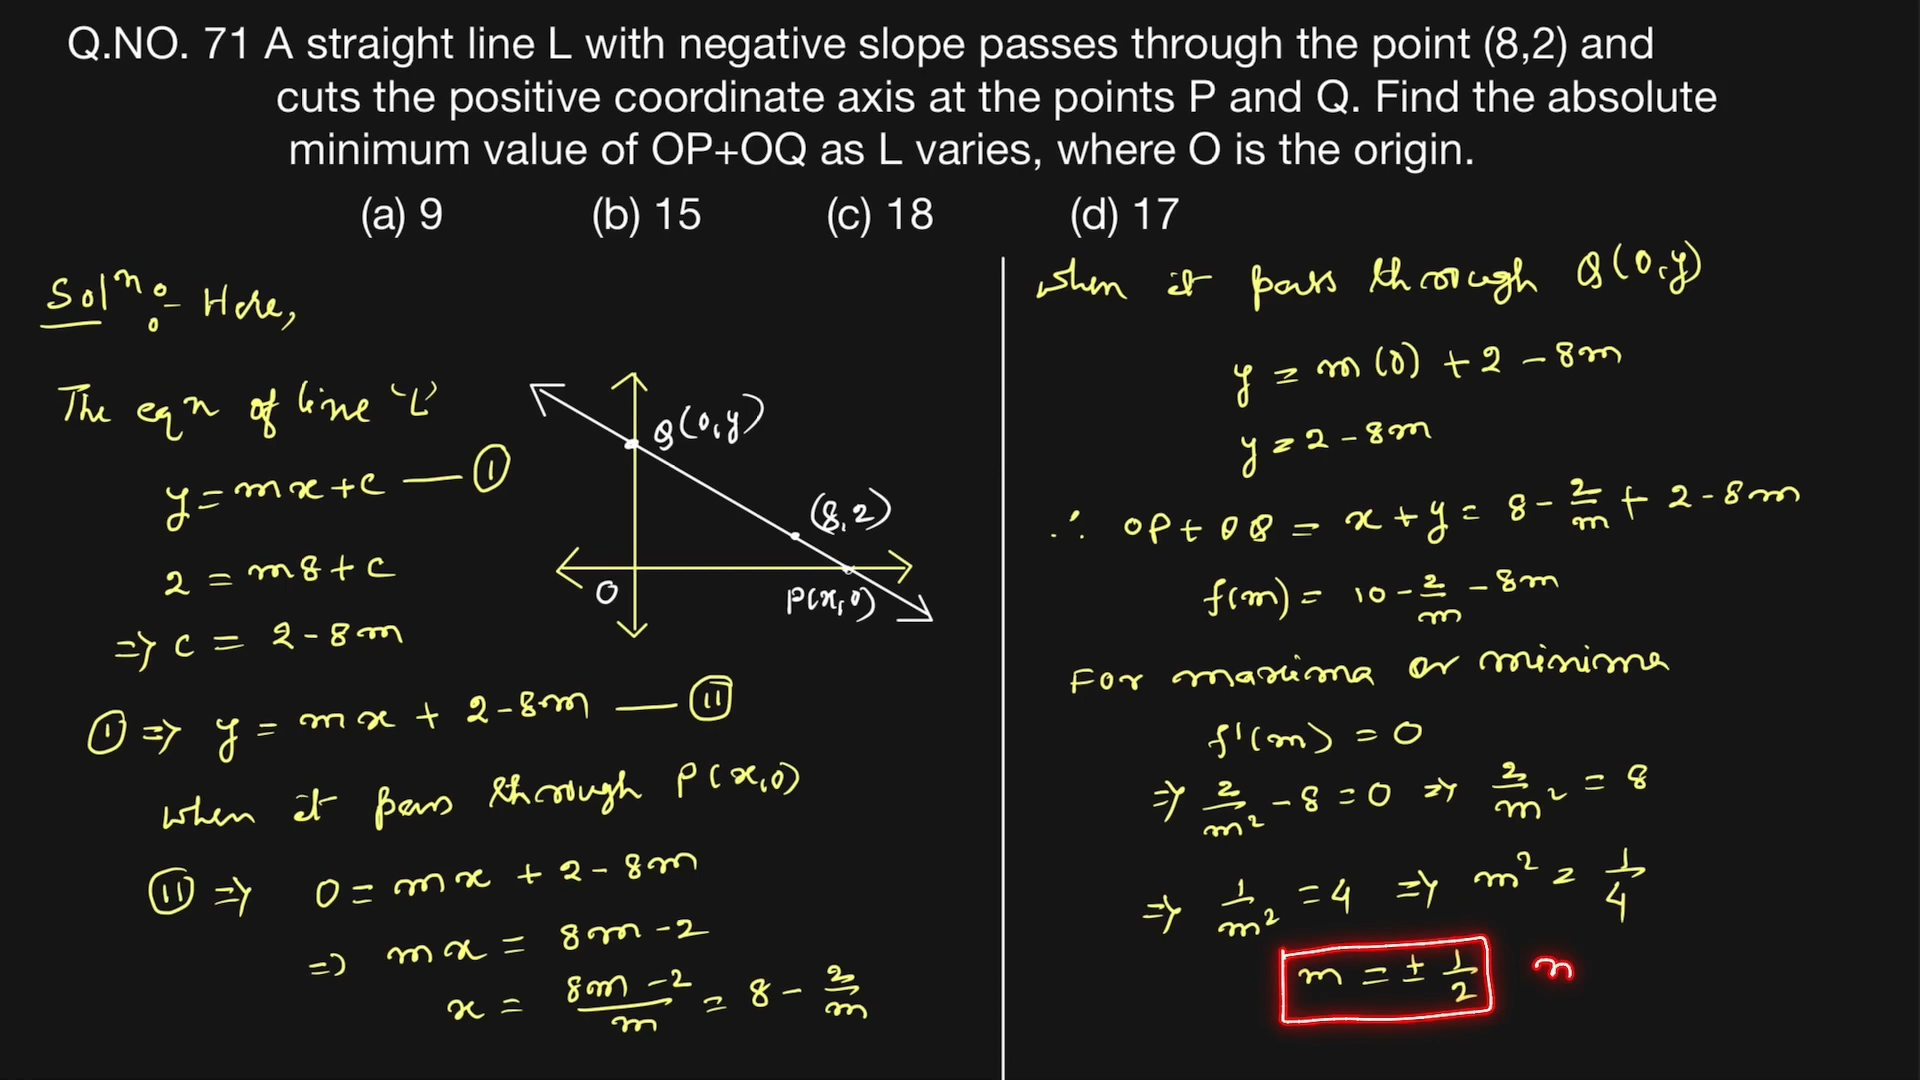 Q.NO. 71 A straight line L with negative slope passes through the point (8,2) and
cuts the positive coordinate axis at the points P and Q. Find the absolute
minimum value of OP+OQ as L varies, where O is the origin.
(a) 9 (b) 15 (c) 18 (d) 17
Solⁿ:- Here,
The eqn of line 'L'
y = mx + c — (1)
2 = m8 + c
=> c = 2 - 8m
(1) => y = mx + 2 - 8m — (11)
when it pass through P(x,0)
(11) => 0 = mx + 2 - 8m
=> mx = 8m - 2
x = (8m - 2)/m = 8 - 2/m
Q(0,y)
(8,2)
O
P(x,0)
when it pass through Q(0,y)
y = m(0) + 2 - 8m
y = 2 - 8m
∴ OP + OQ = x + y = 8 - 2/m + 2 - 8m
f(m) = 10 - 2/m - 8m
For maxima or minima
f'(m) = 0
=> 2/m² - 8 = 0 => 2/m² = 8
=> 1/m² = 4 => m² = 1/4
m = ± 1/2 m